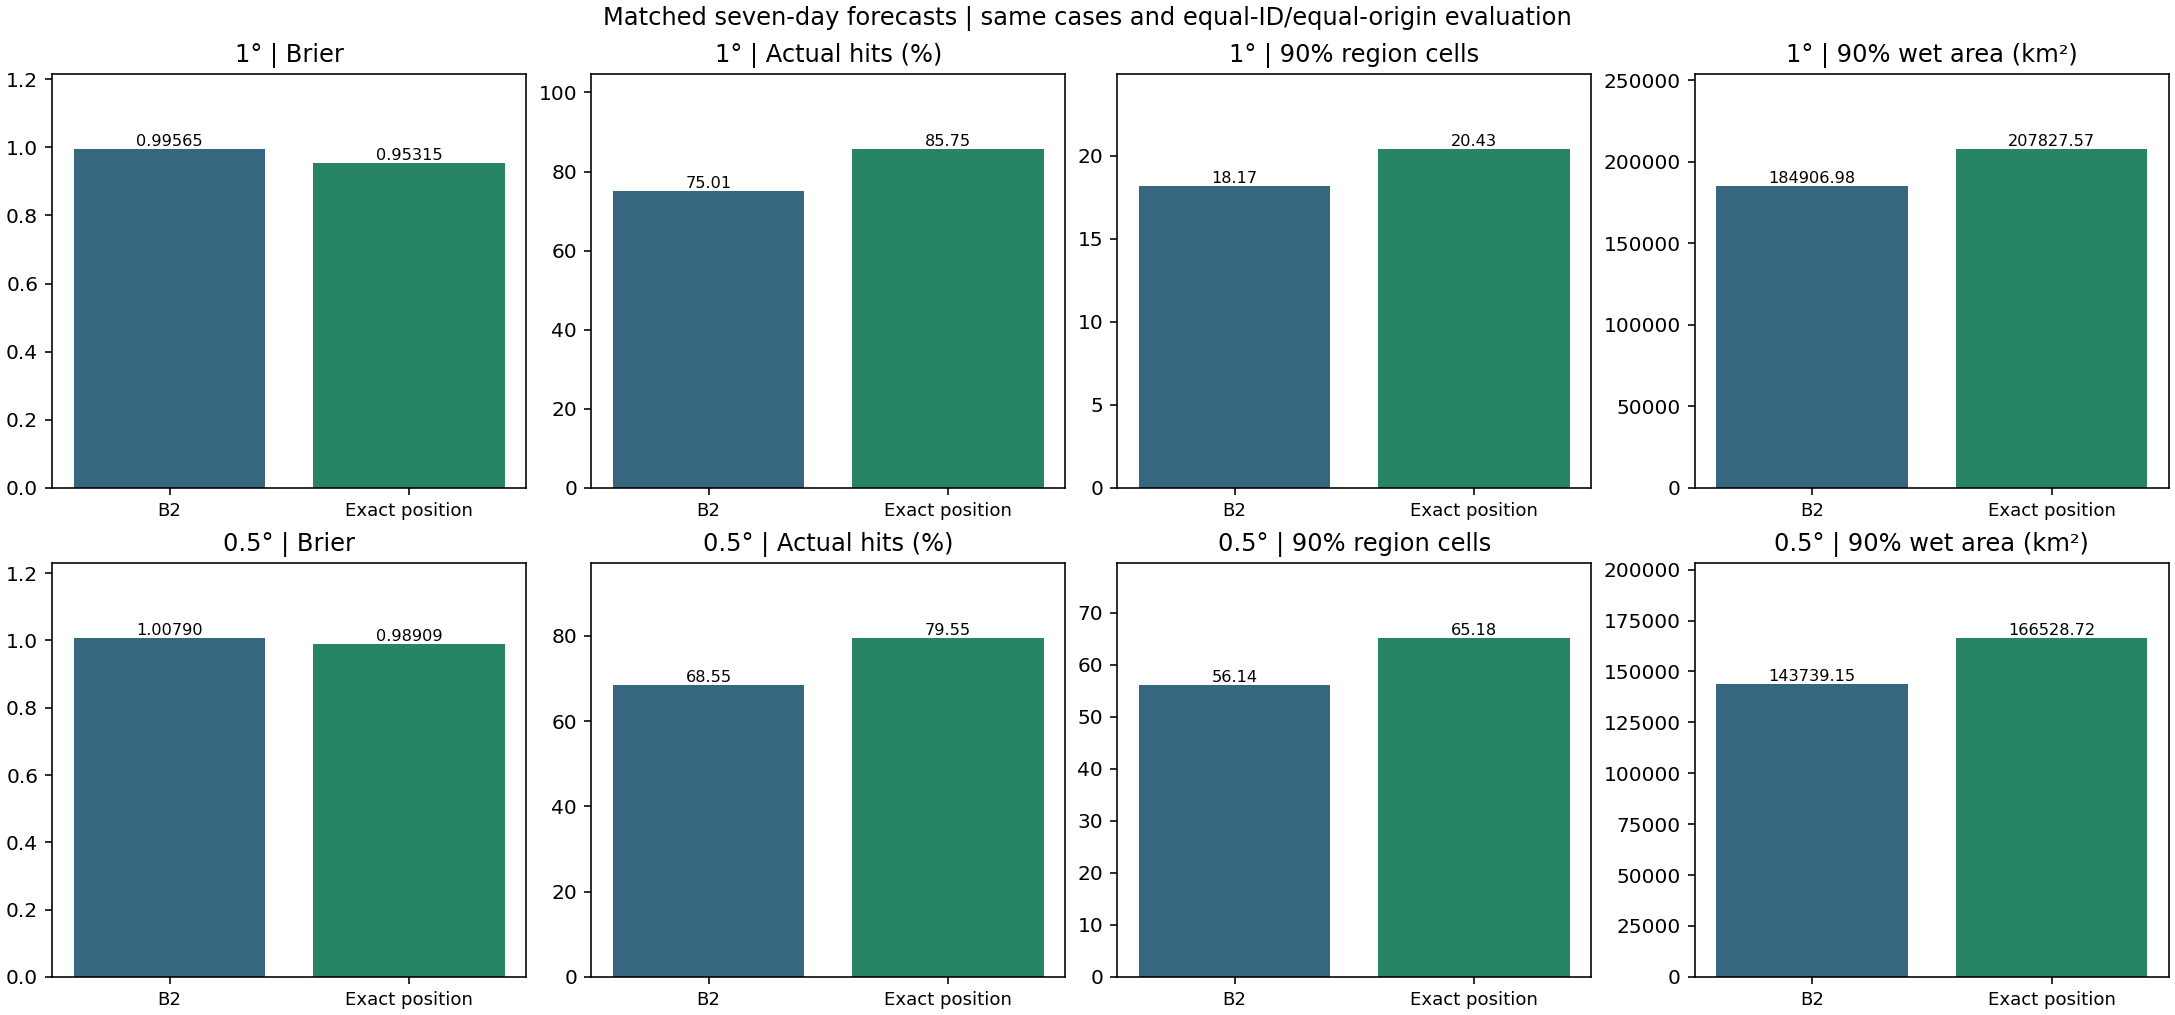 Matched seven-day forecasts | same cases and equal-ID/equal-origin evaluation
1° | Brier
1.2
1.0
0.8
0.6
0.4
0.2
0.0
0.99565
0.95315
B2
Exact position
1° | Actual hits (%)
100
80
60
40
20
0
75.01
85.75
B2
Exact position
1° | 90% region cells
20
15
10
5
0
18.17
20.43
B2
Exact position
1° | 90% wet area (km²)
250000
200000
150000
100000
50000
0
184906.98
207827.57
B2
Exact position
0.5° | Brier
1.2
1.0
0.8
0.6
0.4
0.2
0.0
1.00790
0.98909
B2
Exact position
0.5° | Actual hits (%)
80
60
40
20
0
68.55
79.55
B2
Exact position
0.5° | 90% region cells
70
60
50
40
30
20
10
0
56.14
65.18
B2
Exact position
0.5° | 90% wet area (km²)
200000
175000
150000
125000
100000
75000
50000
25000
0
143739.15
166528.72
B2
Exact position